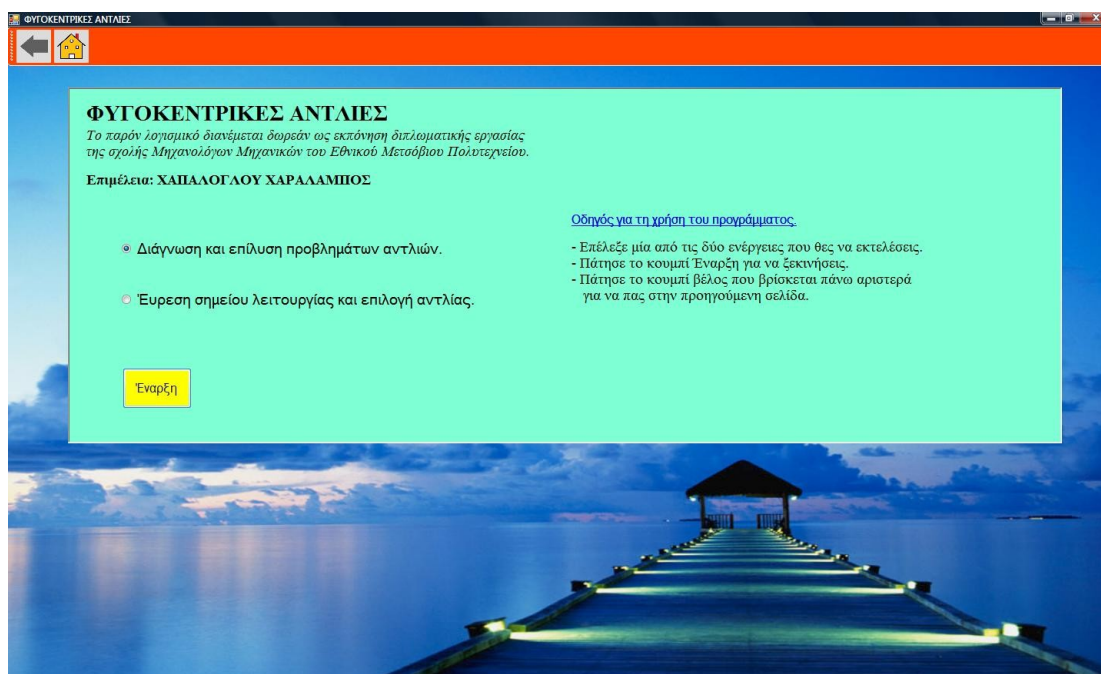 ΦΥΓΟΚΕΝΤΡΙΚΕΣ ΑΝΤΛΙΕΣ
ΦΥΓΟΚΕΝΤΡΙΚΕΣ ΑΝΤΛΙΕΣ
Το παρόν λογισμικό διανέμεται δωρεάν ως εκπόνηση διπλωματικής εργασίας
της σχολής Μηχανολόγων Μηχανικών του Εθνικού Μετσόβιου Πολυτεχνείου.
Επιμέλεια: ΧΑΠΑΛΟΓΛΟΥ ΧΑΡΑΛΑΜΠΟΣ
Διάγνωση και επίλυση προβλημάτων αντλιών.
Έυρεση σημείου λειτουργίας και επιλογή αντλίας.
Έναρξη
Οδηγός για τη χρήση του προγράμματος.
- Επέλεξε μία από τις δύο ενέργειες που θες να εκτελέσεις.
- Πάτησε το κουμπί Έναρξη για να ξεκινήσεις.
- Πάτησε το κουμπί βέλος που βρίσκεται πάνω αριστερά
για να πας στην προηγούμενη σελίδα.